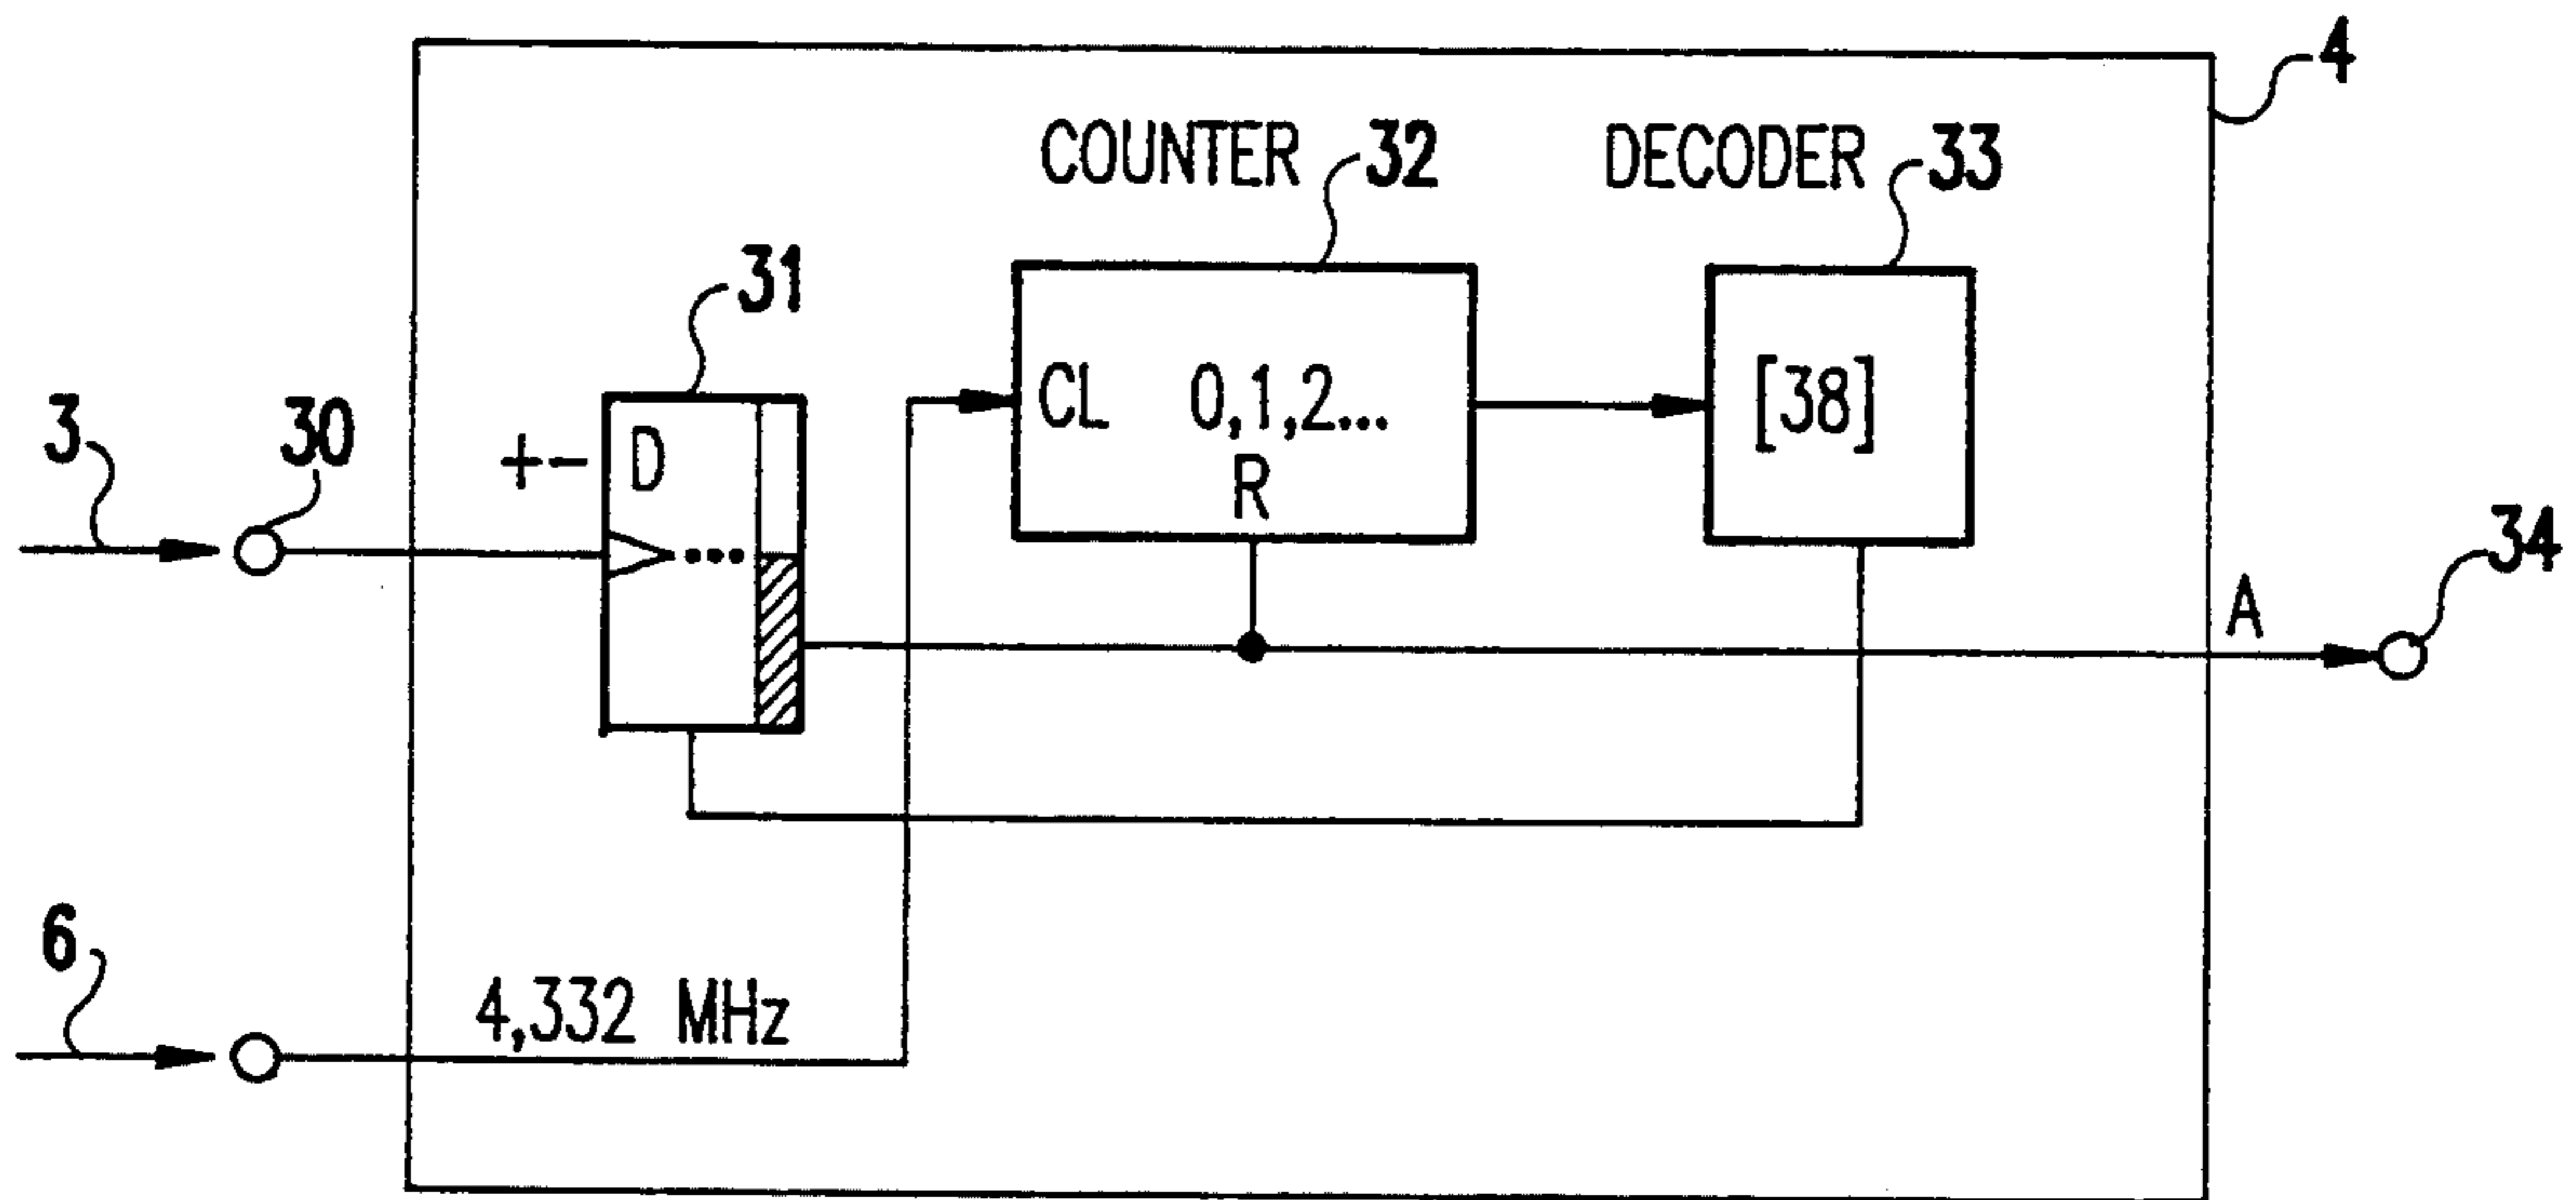 4
COUNTER 32
DECODER 33
31
CL 0,1,2...
R
[38]
3
30
+- D
...
34
A
6
4,332 MHz